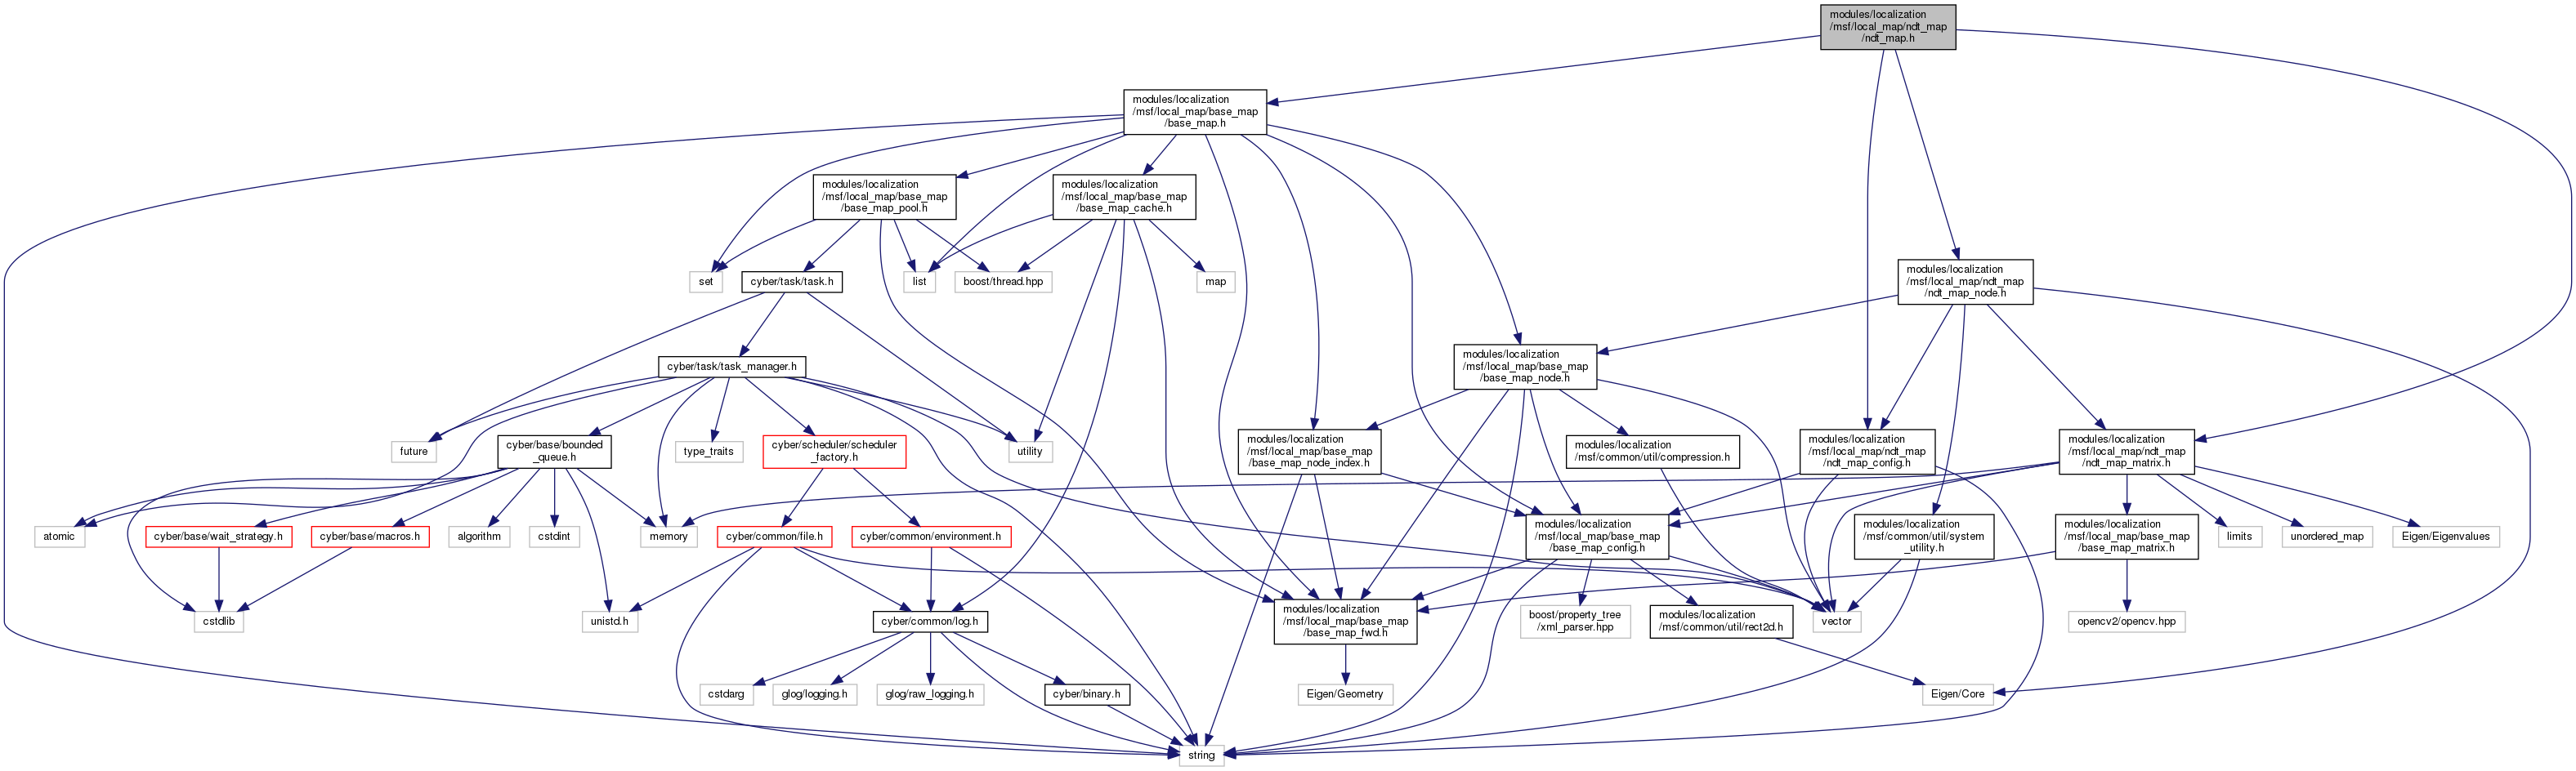 modules/localization
/msf/local_map/ndt_map
/ndt_map.h
modules/localization
/msf/local_map/base_map
/base_map.h
modules/localization
/msf/local_map/base_map
/base_map_pool.h
modules/localization
/msf/local_map/base_map
/base_map_cache.h
set
cyber/task/task.h
list
boost/thread.hpp
map
modules/localization
/msf/local_map/ndt_map
/ndt_map_node.h
cyber/task/task_manager.h
modules/localization
/msf/local_map/base_map
/base_map_node.h
future
cyber/base/bounded
_queue.h
type_traits
cyber/scheduler/scheduler
_factory.h
utility
modules/localization
/msf/local_map/base_map
/base_map_node_index.h
modules/localization
/msf/common/util/compression.h
modules/localization
/msf/local_map/ndt_map
/ndt_map_config.h
modules/localization
/msf/local_map/ndt_map
/ndt_map_matrix.h
atomic
cyber/base/wait_strategy.h
cyber/base/macros.h
algorithm
cstdint
memory
cyber/common/file.h
cyber/common/environment.h
modules/localization
/msf/local_map/base_map
/base_map_config.h
modules/localization
/msf/common/util/system
_utility.h
modules/localization
/msf/local_map/base_map
/base_map_matrix.h
limits
unordered_map
Eigen/Eigenvalues
cstdlib
unistd.h
cyber/common/log.h
modules/localization
/msf/local_map/base_map
/base_map_fwd.h
boost/property_tree
/xml_parser.hpp
modules/localization
/msf/common/util/rect2d.h
vector
opencv2/opencv.hpp
cstdarg
glog/logging.h
glog/raw_logging.h
cyber/binary.h
Eigen/Geometry
Eigen/Core
string